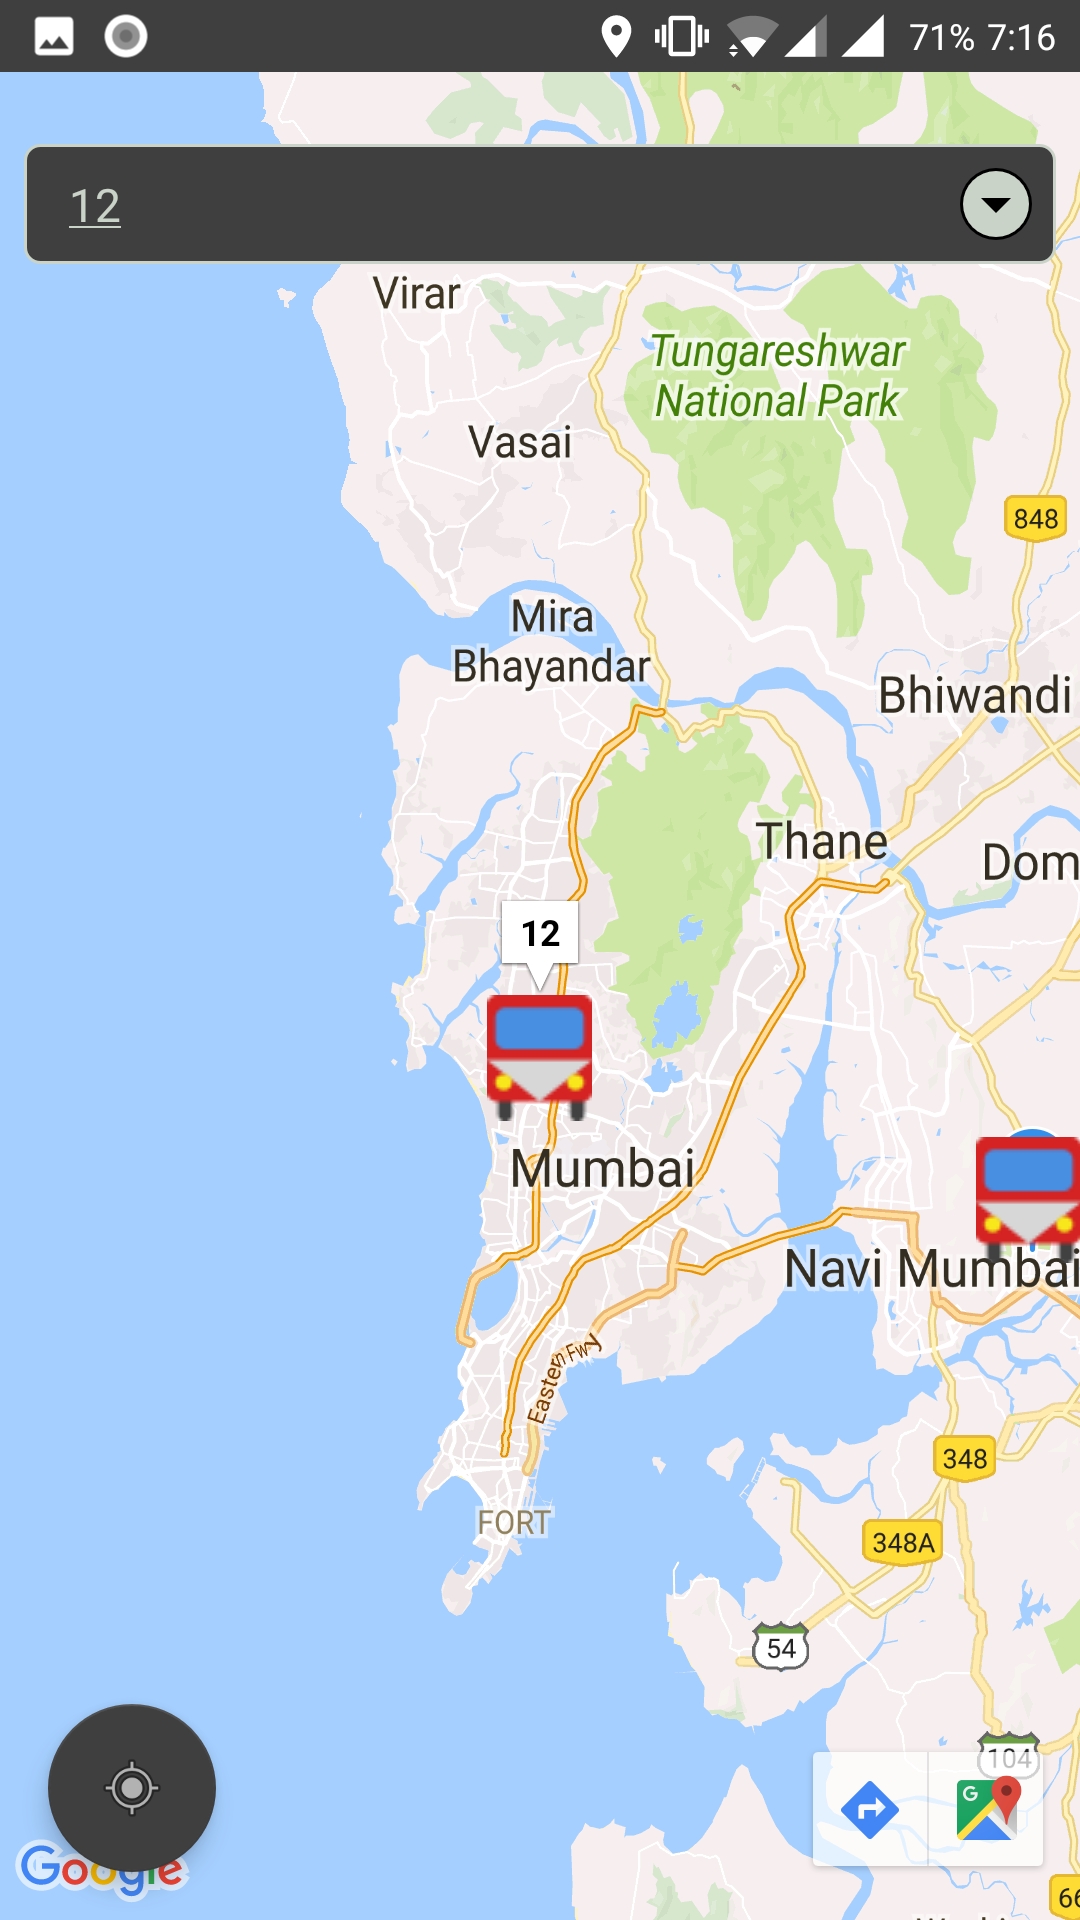 71% 7:16
12
Virar
Tungareshwar
National Park
Vasai
848
Mira
Bhayandar
Bhiwandi
Thane
Dom
12
Mumbai
Navi Mumbai
Eastern Fwy
348
FORT
348A
54
104
G
Google
66